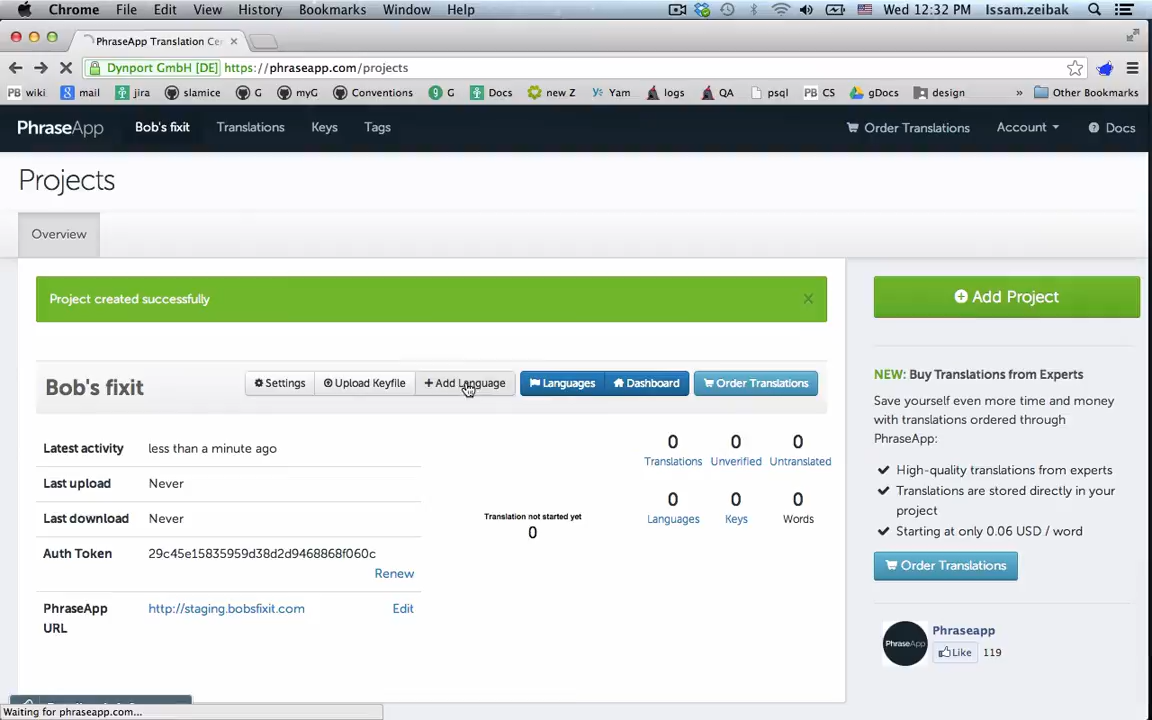 Chrome File Edit View History Bookmarks Window Help Wed 12:32 PM Issam.zeibak
PhraseApp Translation Ce
Dynport GmbH [DE] https://phraseapp.com/projects
PB wiki mail jira slamice G myG Conventions G Docs new Z Yam logs QA psql PB CS gDocs design » Other Bookmarks
PhraseApp Bob's fixit Translations Keys Tags Order Translations Account Docs
Projects
Overview
Project created successfully
Add Project
Bob's fixit Settings Upload Keyfile + Add Language Languages Dashboard Order Translations
NEW: Buy Translations from Experts
Save yourself even more time and money
with translations ordered through
PhraseApp:
High-quality translations from experts
Translations are stored directly in your
project
Starting at only 0.06 USD / word
Order Translations
Latest activity less than a minute ago
Last upload Never
Last download Never
Auth Token 29c45e15835959d38d2d9468868f060c
Renew
PhraseApp http://staging.bobsfixit.com Edit
URL
Translation not started yet
0
0 0 0
Translations Unverified Untranslated
0 0 0
Languages Keys Words
PhraseApp
Phraseapp
Like 119
Waiting for phraseapp.com...